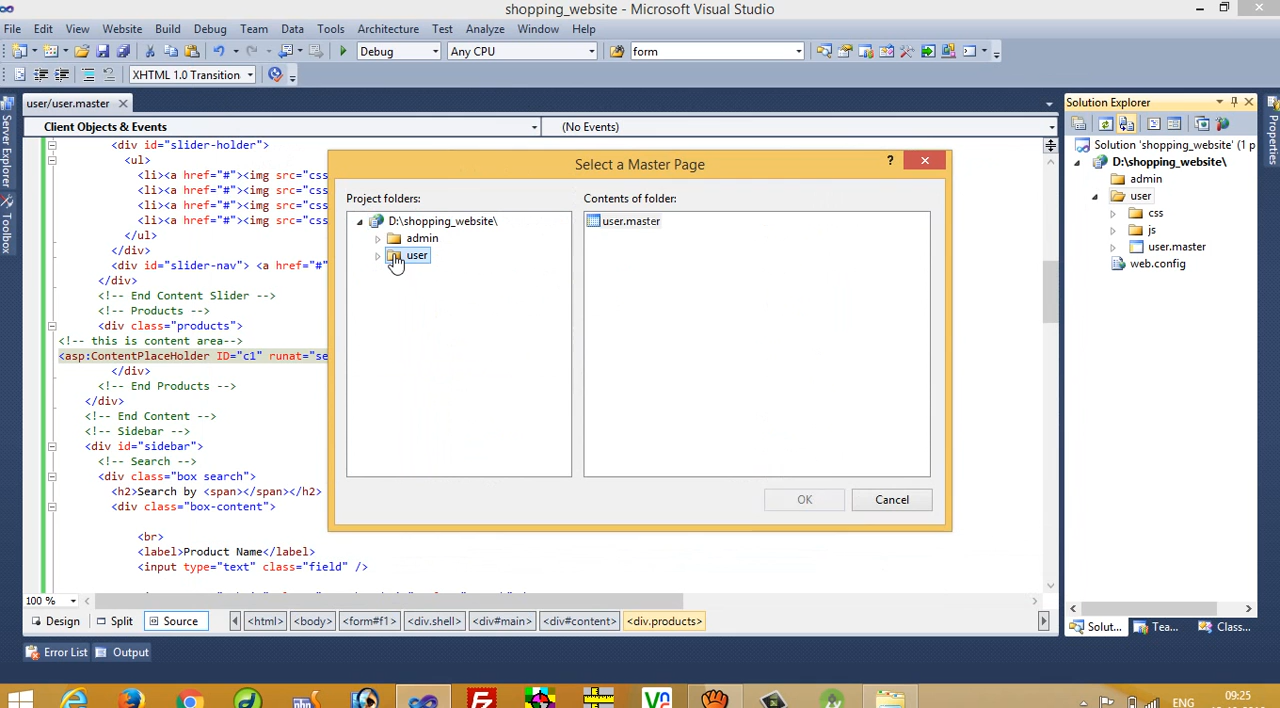 shopping_website - Microsoft Visual Studio
File Edit View Website Build Debug Team Data Tools Architecture Test Analyze Window Help
Debug Any CPU form
XHTML 1.0 Transition
user/user.master
Client Objects & Events (No Events)
Server Explorer
Toolbox
<div id="slider-holder">
<ul>
<li><a href="#"><img src="css
<li><a href="#"><img src="css
<li><a href="#"><img src="css
<li><a href="#"><img src="css
</ul>
</div>
<div id="slider-nav"> <a href="#"
</div>
<!-- End Content Slider -->
<!-- Products -->
<div class="products">
<!-- this is content area-->
<asp:ContentPlaceHolder ID="c1" runat="se
</div>
<!-- End Products -->
</div>
<!-- End Content -->
<!-- Sidebar -->
<div id="sidebar">
<!-- Search -->
<div class="box search">
<h2>Search by <span></span></h2>
<div class="box-content">
<br>
<label>Product Name</label>
<input type="text" class="field" />
Select a Master Page
?
Project folders:
D:\shopping_website\
admin
user
Contents of folder:
user.master
OK Cancel
Solution Explorer
Solution 'shopping_website' (1 p
D:\shopping_website\
admin
user
css
js
user.master
web.config
Properties
100 %
Design Split Source <html> <body> <form#f1> <div.shell> <div#main> <div#content> <div.products>
Solut... Tea... Class...
Error List Output
ENG
09:25